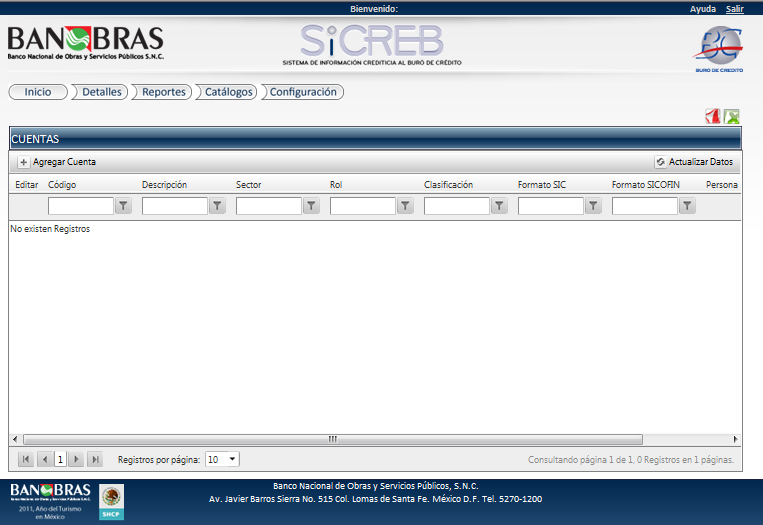 Bienvenido:
Ayuda Salir
BANOBRAS
Banco Nacional de Obras y Servicios Públicos S.N.C.
SiCREB
SISTEMA DE INFORMACIÓN CREDITICIA AL BURÓ DE CRÉDITO
BC
BURÓ DE CRÉDITO
Inicio Detalles Reportes Catálogos Configuración
CUENTAS
Agregar Cuenta Actualizar Datos
Editar Código Descripción Sector Rol Clasificación Formato SIC Formato SICOFIN Persona
No existen Registros
1 Registros por página: 10 Consultando página 1 de 1, 0 Registros en 1 páginas.
BANOBRAS
2011, Año del Turismo
en México
SHCP
Banco Nacional de Obras y Servicios Públicos, S.N.C.
Av. Javier Barros Sierra No. 515 Col. Lomas de Santa Fe. México D.F. Tel. 5270-1200